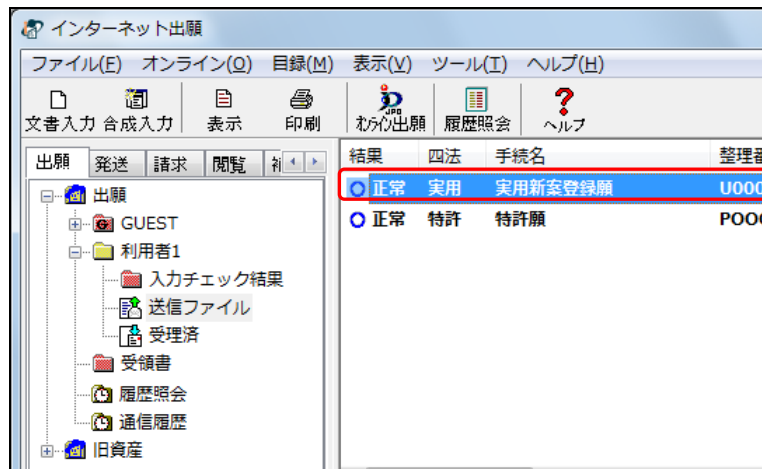 インターネット出願
ファイル(F) オンライン(O) 目録(M) 表示(V) ツール(T) ヘルプ(H)
文書入力 合成入力 表示 印刷 オンライン出願 履歴照会 ヘルプ
出願 発送 請求 閲覧
結果 四法 手続名 整理番
出願
GUEST
利用者1
入力チェック結果
送信ファイル
受理済
受領書
履歴照会
通信履歴
旧資産
正常 実用 実用新案登録願 U000
正常 特許 特許願 P000